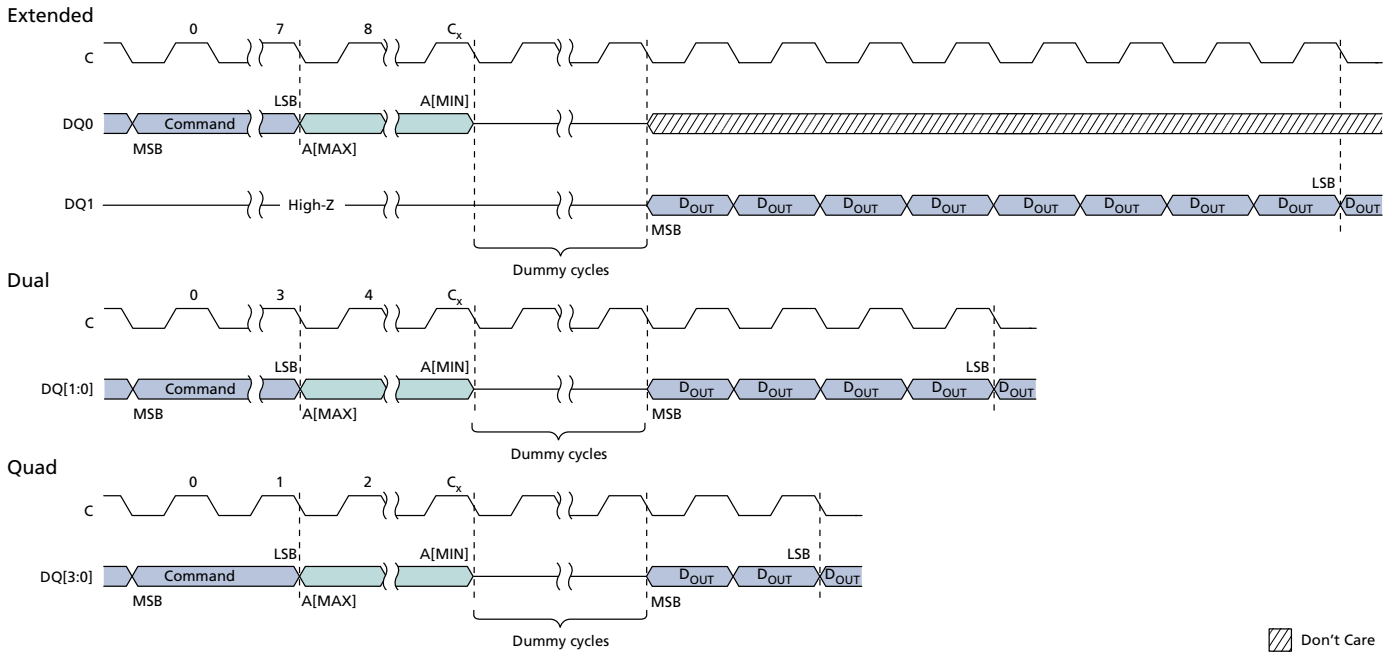 Extended
0 7 8 Cx
C
LSB A[MIN]
DQ0 Command
MSB A[MAX]
LSB
DQ1 High-Z DOUT DOUT DOUT DOUT DOUT DOUT DOUT DOUT DOUT
MSB
Dummy cycles
Dual
0 3 4 Cx
C
LSB A[MIN] LSB
DQ[1:0] Command DOUT DOUT DOUT DOUT DOUT
MSB A[MAX] MSB
Dummy cycles
Quad
0 1 2 Cx
C
LSB A[MIN] LSB
DQ[3:0] Command DOUT DOUT DOUT
MSB A[MAX] MSB
Dummy cycles
Don't Care